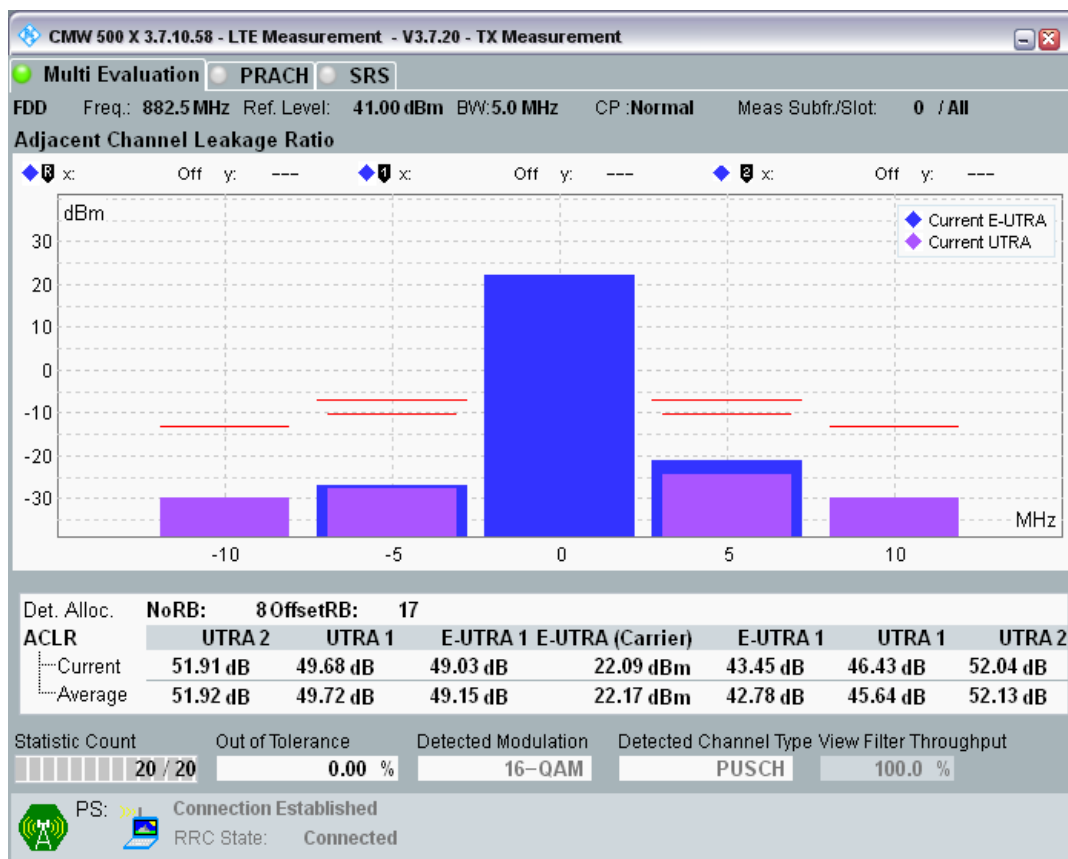 CMW 500 X 3.7.10.58 - LTE Measurement - V3.7.20 - TX Measurement
Multi Evaluation PRACH SRS
FDD Freq.: 882.5 MHz Ref. Level: 41.00 dBm BW:5.0 MHz CP :Normal Meas Subfr./Slot: 0 / All
Adjacent Channel Leakage Ratio
R x: Off y: --- 1 x: Off y: --- 2 x: Off y: ---
dBm
Current E-UTRA
Current UTRA
30
20
10
0
-10
-20
-30
MHz
-10 -5 0 5 10
Det. Alloc. NoRB: 8 OffsetRB: 17
ACLR UTRA 2 UTRA 1 E-UTRA 1 E-UTRA (Carrier) E-UTRA 1 UTRA 1 UTRA 2
Current 51.91 dB 49.68 dB 49.03 dB 22.09 dBm 43.45 dB 46.43 dB 52.04 dB
Average 51.92 dB 49.72 dB 49.15 dB 22.17 dBm 42.78 dB 45.64 dB 52.13 dB
Statistic Count Out of Tolerance Detected Modulation Detected Channel Type View Filter Throughput
20 / 20 0.00 % 16-QAM PUSCH 100.0 %
PS: Connection Established
RRC State: Connected